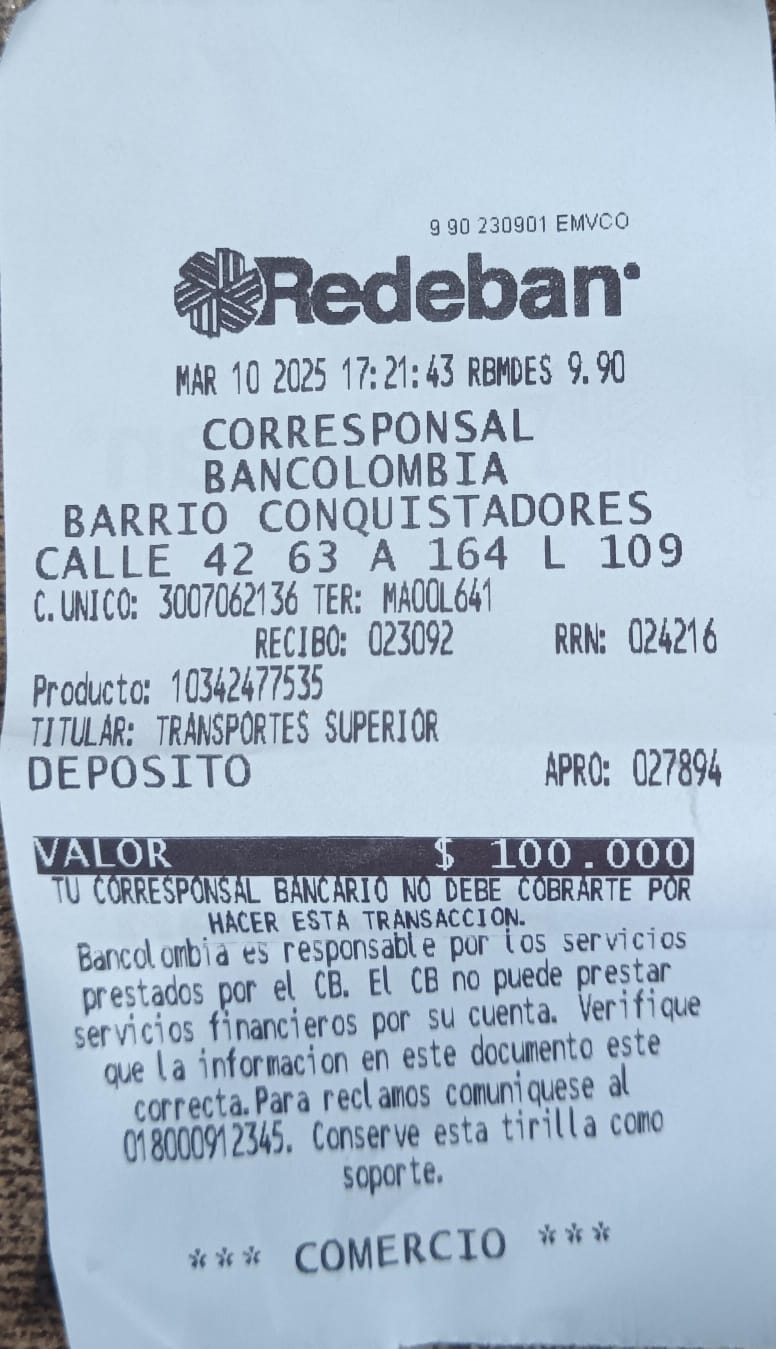 9 90 230901 EMVCO
Redeban
MAR 10 2025 17:21:43 RBMDES 9.90
CORRESPONSAL
BANCOLOMBIA
BARRIO CONQUISTADORES
CALLE 42 63 A 164 L 109
C.UNICO: 3007062136 TER: MA00L641
RECIBO: 023092 RRN: 024216
Producto: 10342477535
TITULAR: TRANSPORTES SUPERIOR
DEPOSITO APRO: 027894
VALOR $ 100.000
TU CORRESPONSAL BANCARIO NO DEBE COBRARTE POR
HACER ESTA TRANSACCION.
Bancolombia es responsable por los servicios
prestados por el CB. El CB no puede prestar
servicios financieros por su cuenta. Verifique
que la informacion en este documento este
correcta.Para reclamos comuniquese al
018000912345. Conserve esta tirilla como
soporte.
*** COMERCIO ***